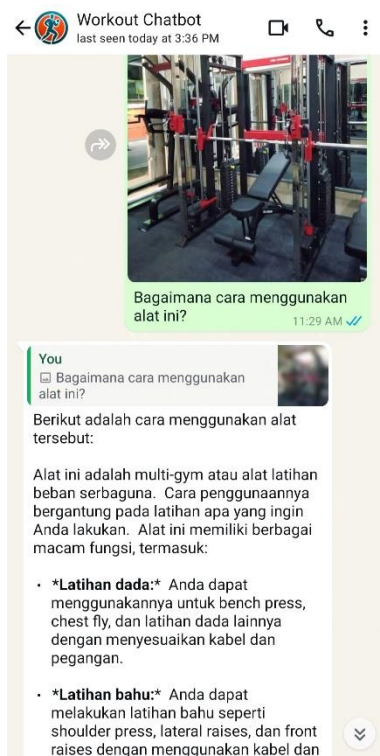 Workout Chatbot
last seen today at 3:36 PM
Bagaimana cara menggunakan
alat ini?
11:29 AM
You
Bagaimana cara menggunakan
alat ini?
Berikut adalah cara menggunakan alat
tersebut:
Alat ini adalah multi-gym atau alat latihan
beban serbaguna. Cara penggunaannya
bergantung pada latihan apa yang ingin
Anda lakukan. Alat ini memiliki berbagai
macam fungsi, termasuk:
• *Latihan dada:* Anda dapat
menggunakannya untuk bench press,
chest fly, dan latihan dada lainnya
dengan menyesuaikan kabel dan
pegangan.
• *Latihan bahu:* Anda dapat
melakukan latihan bahu seperti
shoulder press, lateral raises, dan front
raises dengan menggunakan kabel dan